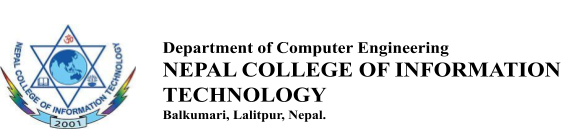 NEPAL COLLEGE OF INFORMATION TECHNOLOGY
ॐ
2001
Department of Computer Engineering
NEPAL COLLEGE OF INFORMATION
TECHNOLOGY
Balkumari, Lalitpur, Nepal.